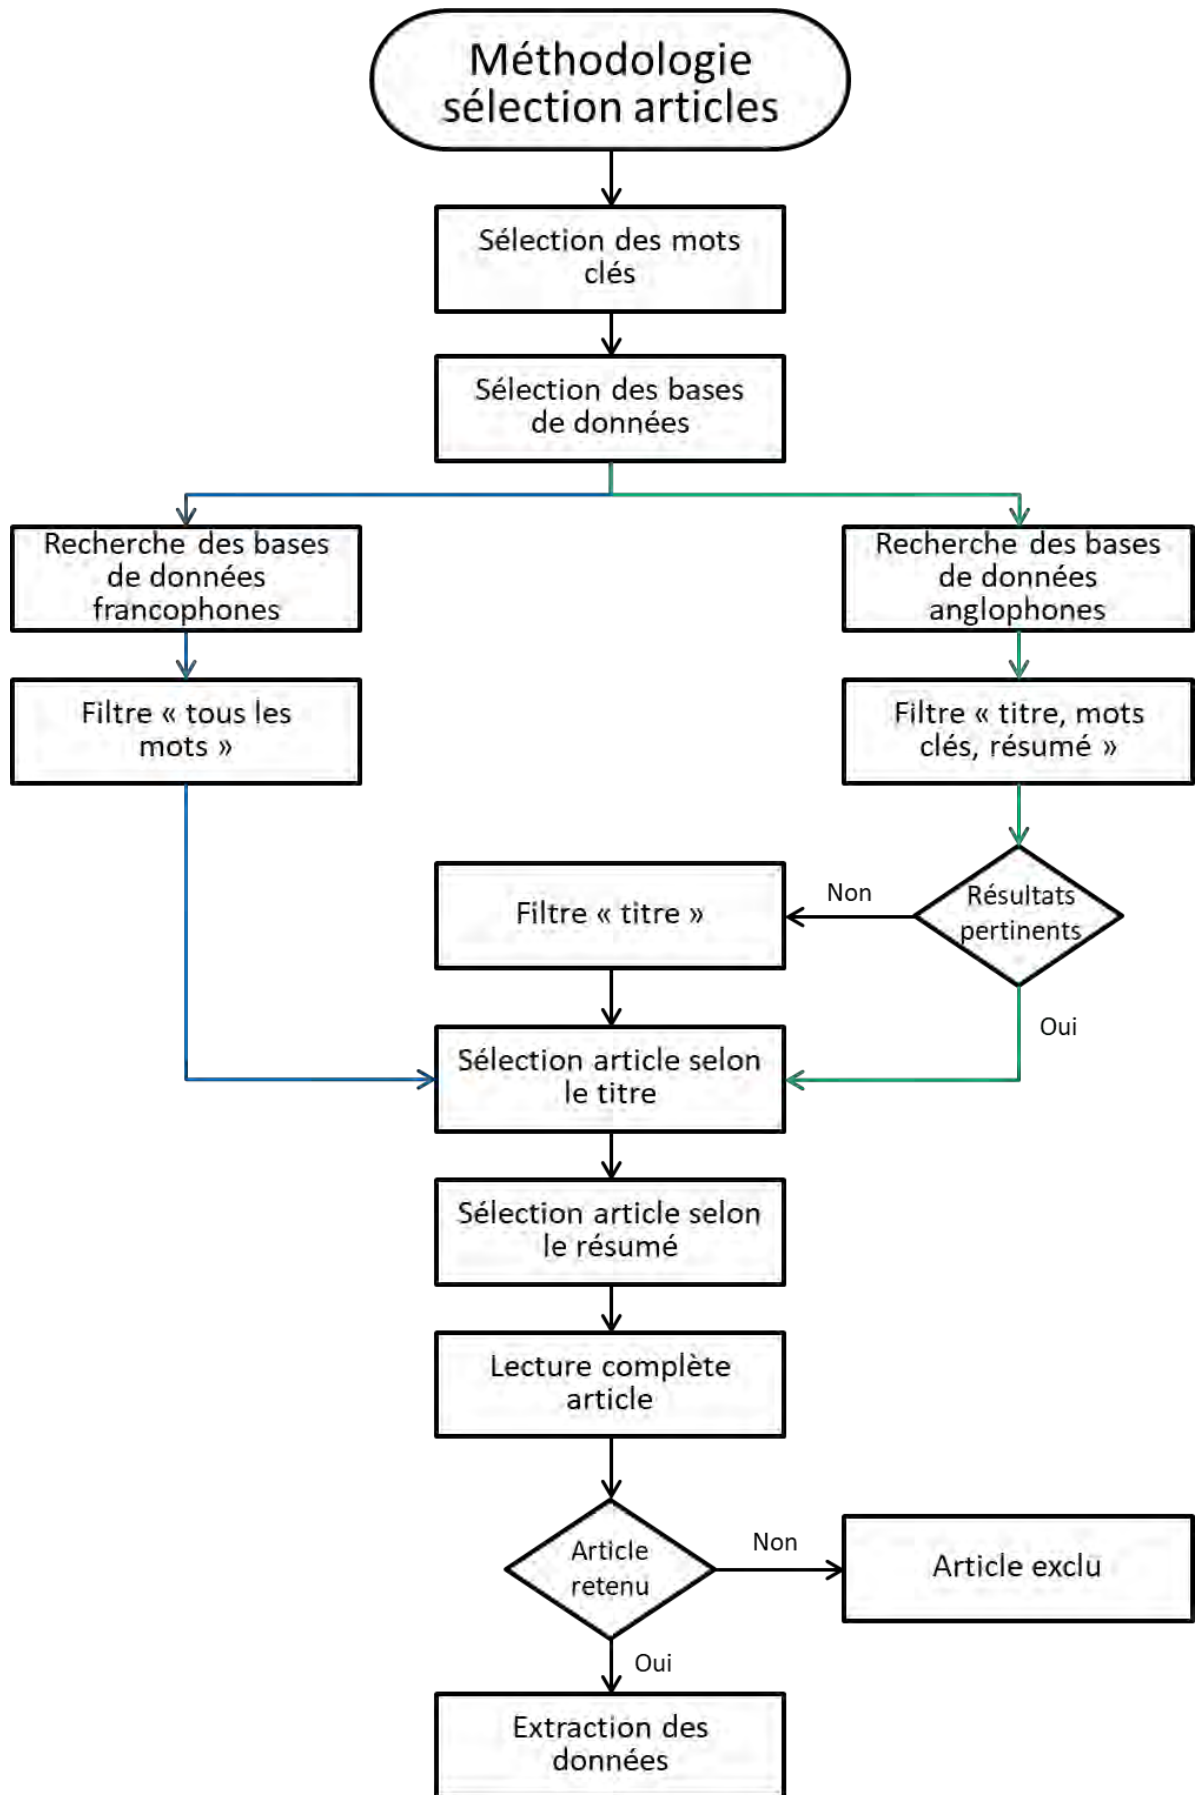 Méthodologie
sélection articles
Sélection des mots
clés
Sélection des bases
de données
Recherche des bases
de données
francophones
Recherche des bases
de données
anglophones
Filtre « tous les
mots »
Filtre « titre, mots
clés, résumé »
Filtre « titre »
Non
Résultats
pertinents
Oui
Sélection article selon
le titre
Sélection article selon
le résumé
Lecture complète
article
Article
retenu
Non
Article exclu
Oui
Extraction des
données